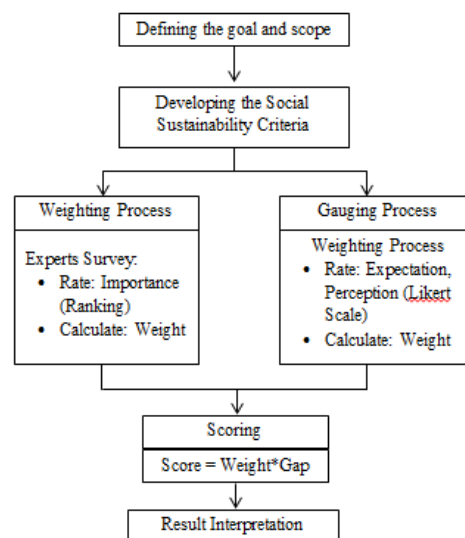 Defining the goal and scope
Developing the Social
Sustainability Criteria
Weighting Process
Experts Survey:
• Rate: Importance
(Ranking)
• Calculate: Weight
Gauging Process
Weighting Process
• Rate: Expectation,
Perception (Likert
Scale)
• Calculate: Weight
Scoring
Score = Weight*Gap
Result Interpretation